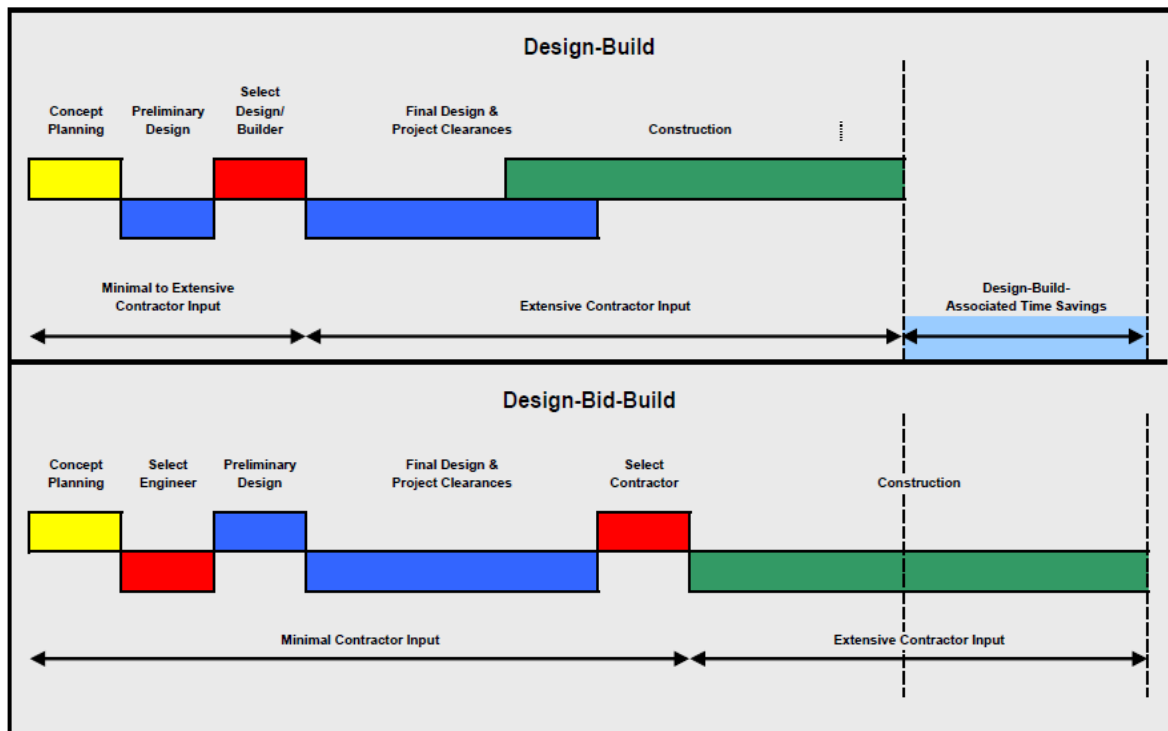 Design-Build
Concept
Planning
Preliminary
Design
Select
Design/
Builder
Final Design &
Project Clearances
Construction
Minimal to Extensive
Contractor Input
Extensive Contractor Input
Design-Build-
Associated Time Savings
Design-Bid-Build
Concept
Planning
Select
Engineer
Preliminary
Design
Final Design &
Project Clearances
Select
Contractor
Construction
Minimal Contractor Input
Extensive Contractor Input